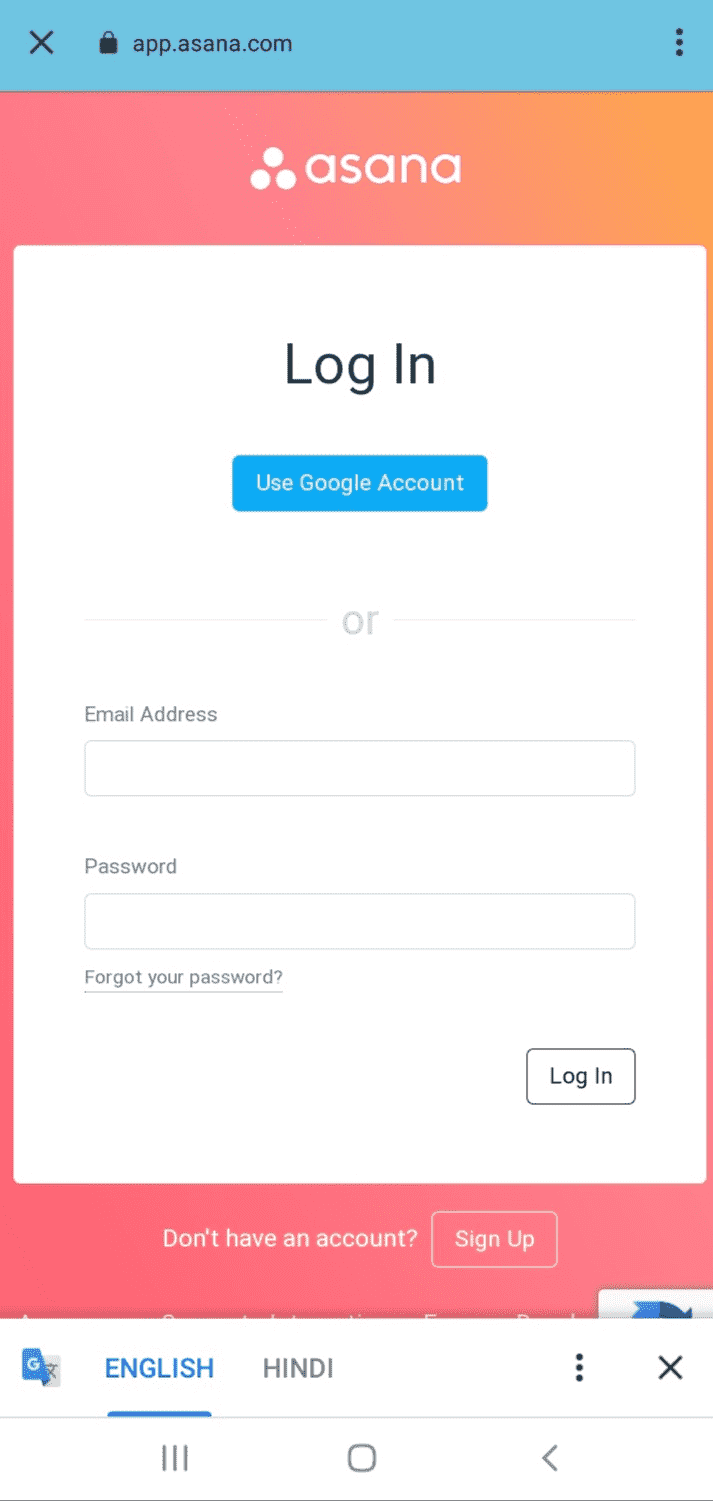 app.asana.com
asana
Log In
Use Google Account
or
Email Address
Password
Forgot your password?
Log In
Don't have an account? Sign Up
ENGLISH HINDI